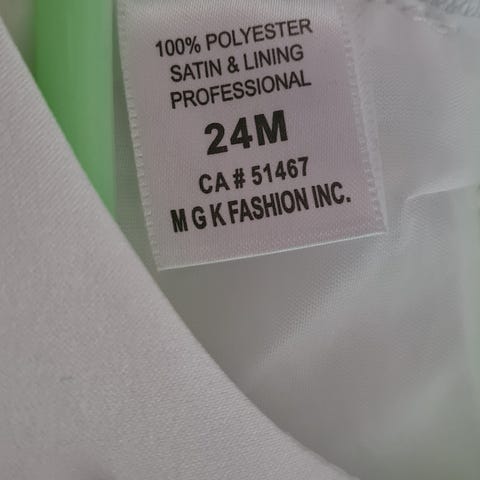 100% POLYESTER
SATIN & LINING
PROFESSIONAL
24M
CA # 51467
M G K FASHION INC.